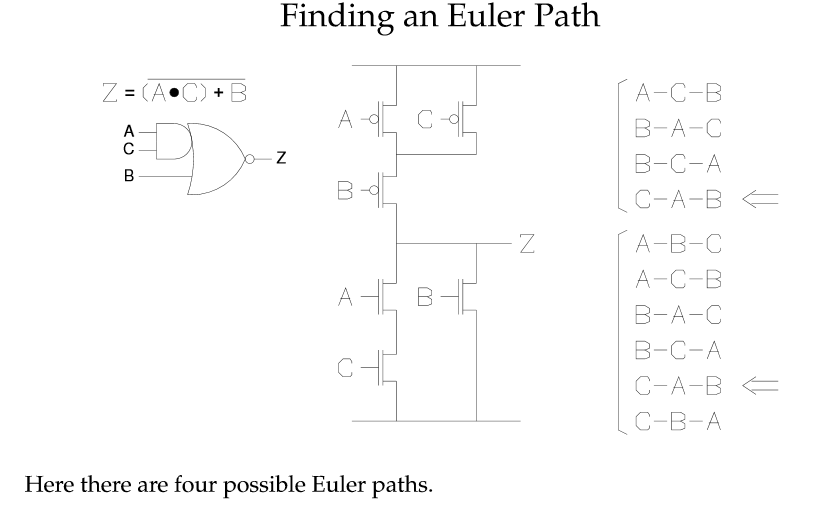 Finding an Euler Path
Z = (A•C) + B
A
C
Z
B
A
C
B
Z
A
B
C
A-C-B
B-A-C
B-C-A
C-A-B ⇐
A-B-C
A-C-B
B-A-C
B-C-A
C-A-B ⇐
C-B-A
Here there are four possible Euler paths.